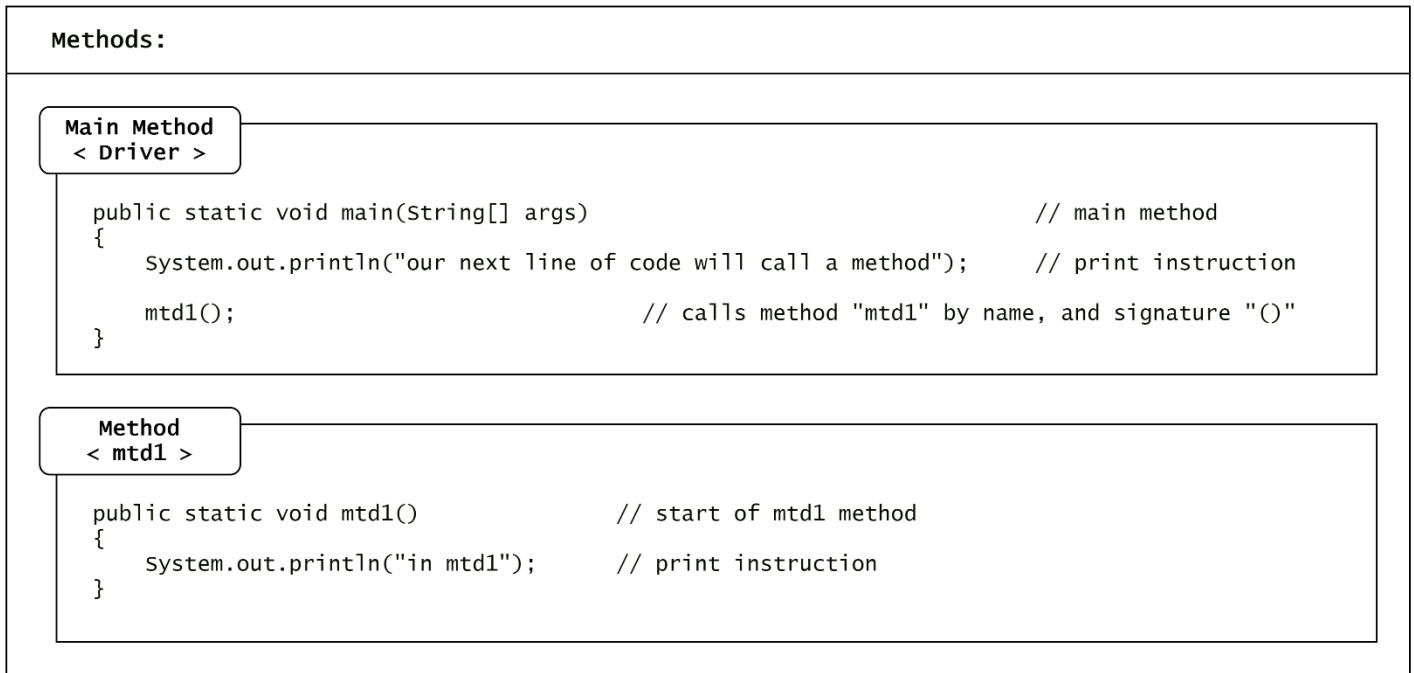 Methods:
Main Method
< Driver >
public static void main(String[] args) // main method
{
System.out.println("our next line of code will call a method"); // print instruction
mtd1(); // calls method "mtd1" by name, and signature "()"
}
Method
< mtd1 >
public static void mtd1() // start of mtd1 method
{
System.out.println("in mtd1"); // print instruction
}